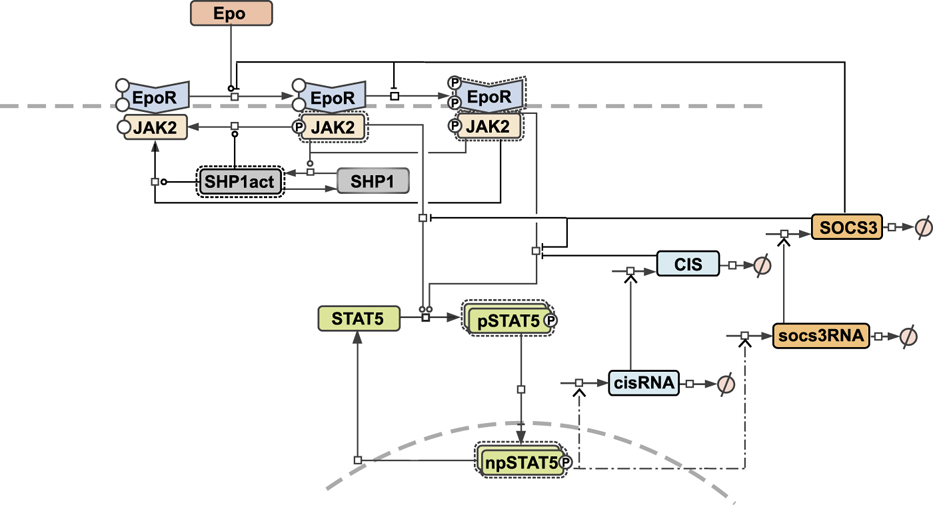 Epo
EpoR
EpoR
P
P
EpoR
JAK2
P
JAK2
P
JAK2
SHP1act
SHP1
SOCS3
∅
CIS
∅
STAT5
pSTAT5
P
socs3RNA
∅
cisRNA
∅
npSTAT5
P